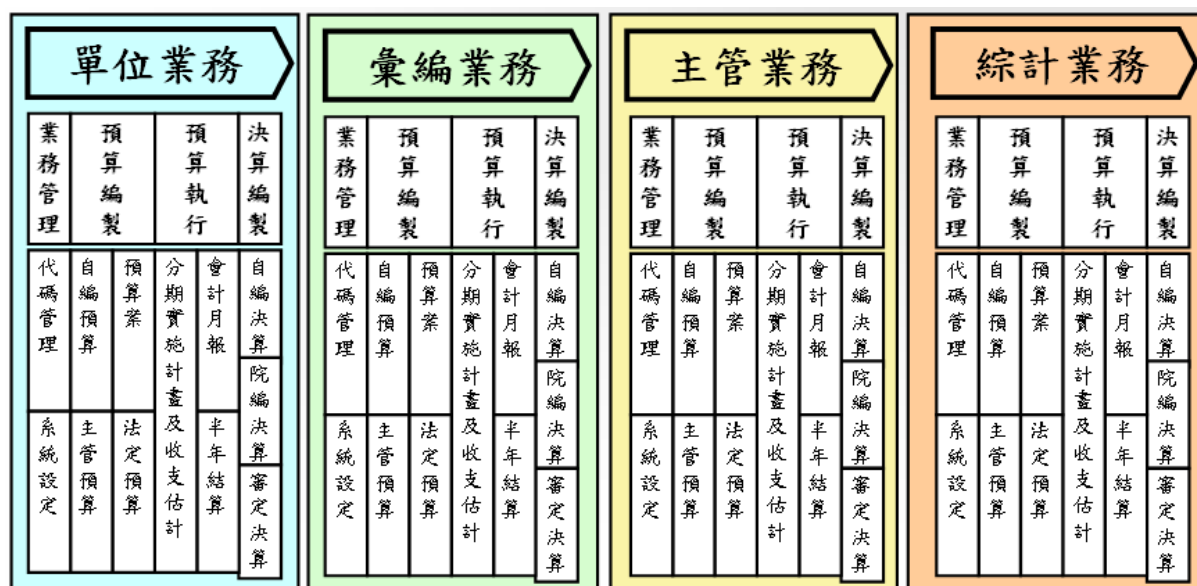 單位業務
業務管理
預算編製
預算執行
決算編製
代碼管理
系統設定
自編預算
主管預算
預算案
法定預算
分期實施計畫及收支估計
會計月報
半年結算
自編決算
院編決算
審定決算
彙編業務
業務管理
預算編製
預算執行
決算編製
代碼管理
系統設定
自編預算
主管預算
預算案
法定預算
分期實施計畫及收支估計
會計月報
半年結算
自編決算
院編決算
審定決算
主管業務
業務管理
預算編製
預算執行
決算編製
代碼管理
系統設定
自編預算
主管預算
預算案
法定預算
分期實施計畫及收支估計
會計月報
半年結算
自編決算
院編決算
審定決算
綜計業務
業務管理
預算編製
預算執行
決算編製
代碼管理
系統設定
自編預算
主管預算
預算案
法定預算
分期實施計畫及收支估計
會計月報
半年結算
自編決算
院編決算
審定決算